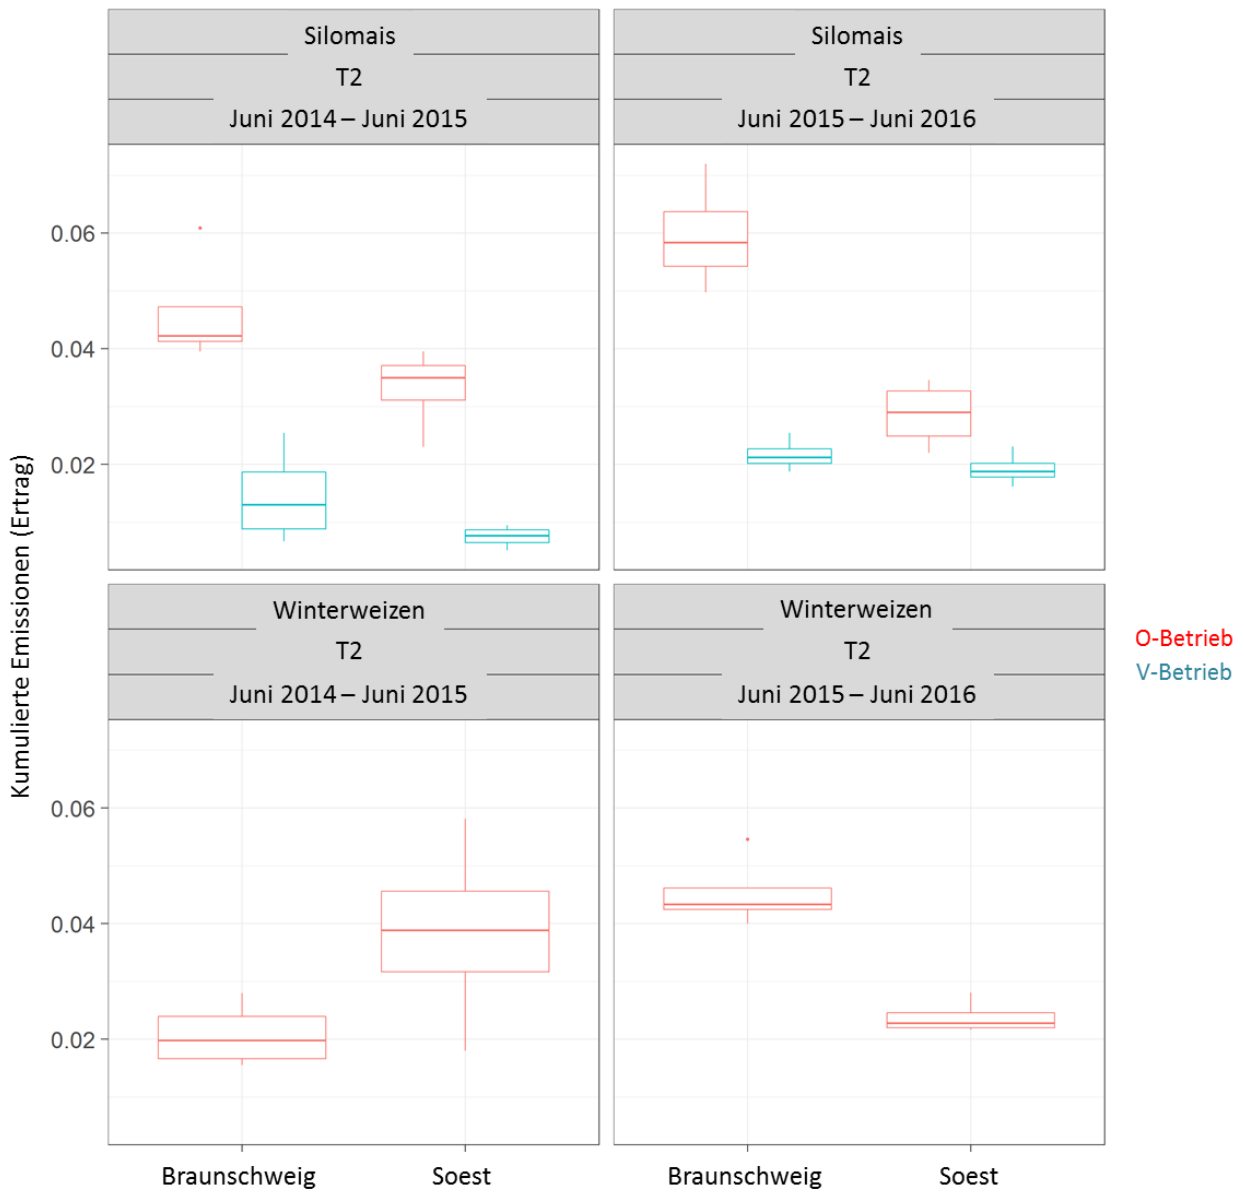 Silomais
T2
Juni 2014 – Juni 2015
Silomais
T2
Juni 2015 – Juni 2016
0.06
0.04
0.02
Kumulierte Emissionen (Ertrag)
Winterweizen
T2
Juni 2014 – Juni 2015
Winterweizen
T2
Juni 2015 – Juni 2016
O-Betrieb
V-Betrieb
0.06
0.04
0.02
Braunschweig
Soest
Braunschweig
Soest